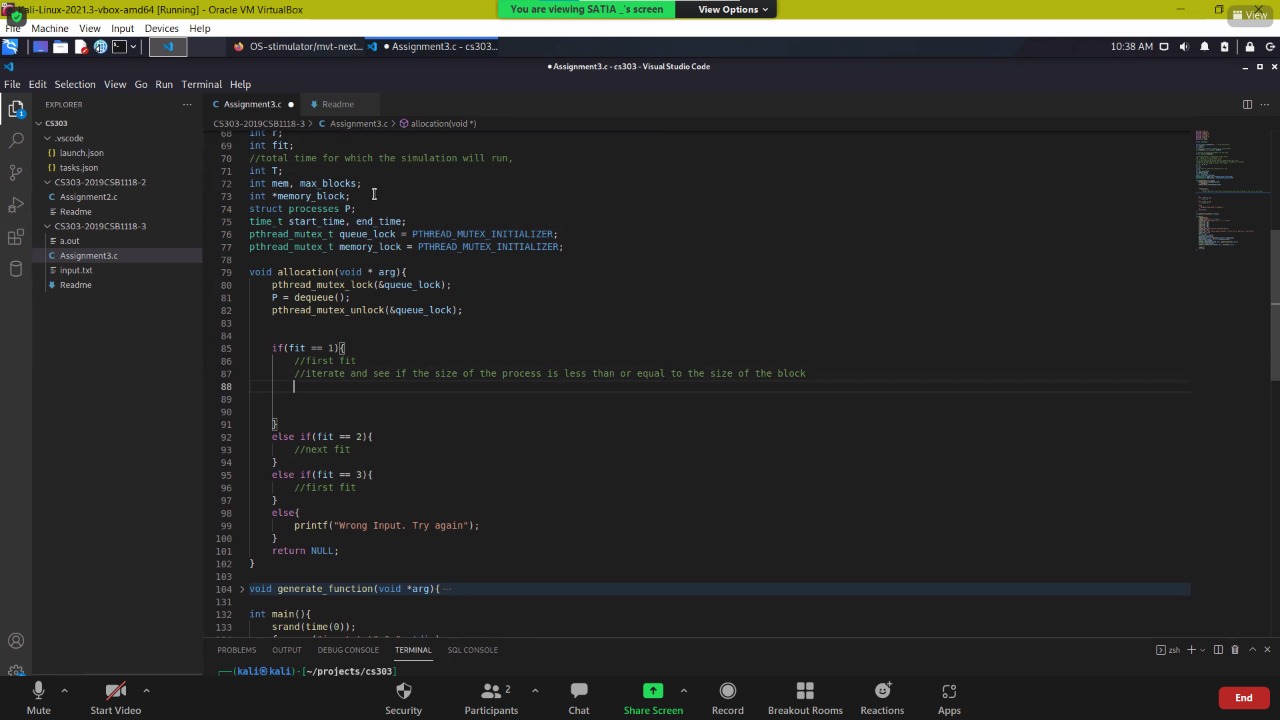 Kali-Linux-2021.3-vbox-amd64 [Running] - Oracle VM VirtualBox
You are viewing SATIA _'s screen
View Options
View
File Machine View Input Devices Help
OS-stimulator/mvt-next...
● Assignment3.c - cs303...
10:38 AM
● Assignment3.c - cs303 - Visual Studio Code
File Edit Selection View Go Run Terminal Help
EXPLORER
Assignment3.c ●
Readme
CS303-2019CSB1118-3 > Assignment3.c > allocation(void *)
CS303
.vscode
launch.json
tasks.json
CS303-2019CSB1118-2
Assignment2.c
Readme
CS303-2019CSB1118-3
a.out
Assignment3.c
input.txt
Readme
68 int r;
69 int fit;
70 //total time for which the simulation will run,
71 int T;
72 int mem, max_blocks;
73 int *memory_block;
74 struct processes P;
75 time_t start_time, end_time;
76 pthread_mutex_t queue_lock = PTHREAD_MUTEX_INITIALIZER;
77 pthread_mutex_t memory_lock = PTHREAD_MUTEX_INITIALIZER;
78
79 void allocation(void * arg){
80 pthread_mutex_lock(&queue_lock);
81 P = dequeue();
82 pthread_mutex_unlock(&queue_lock);
83
84
85 if(fit == 1){
86 //first fit
87 //iterate and see if the size of the process is less than or equal to the size of the block
88
89
90
91 }
92 else if(fit == 2){
93 //next fit
94 }
95 else if(fit == 3){
96 //first fit
97 }
98 else{
99 printf("Wrong Input. Try again");
100 }
101 return NULL;
102 }
103
104 void generate_function(void *arg){ ...
131
132 int main(){
133 srand(time(0));
PROBLEMS OUTPUT DEBUG CONSOLE TERMINAL SQL CONSOLE
zsh
(kali㉿kali)-[~/projects/cs303]
Mute
Start Video
Security
Participants 2
Chat
Share Screen
Record
Breakout Rooms
Reactions
Apps
End